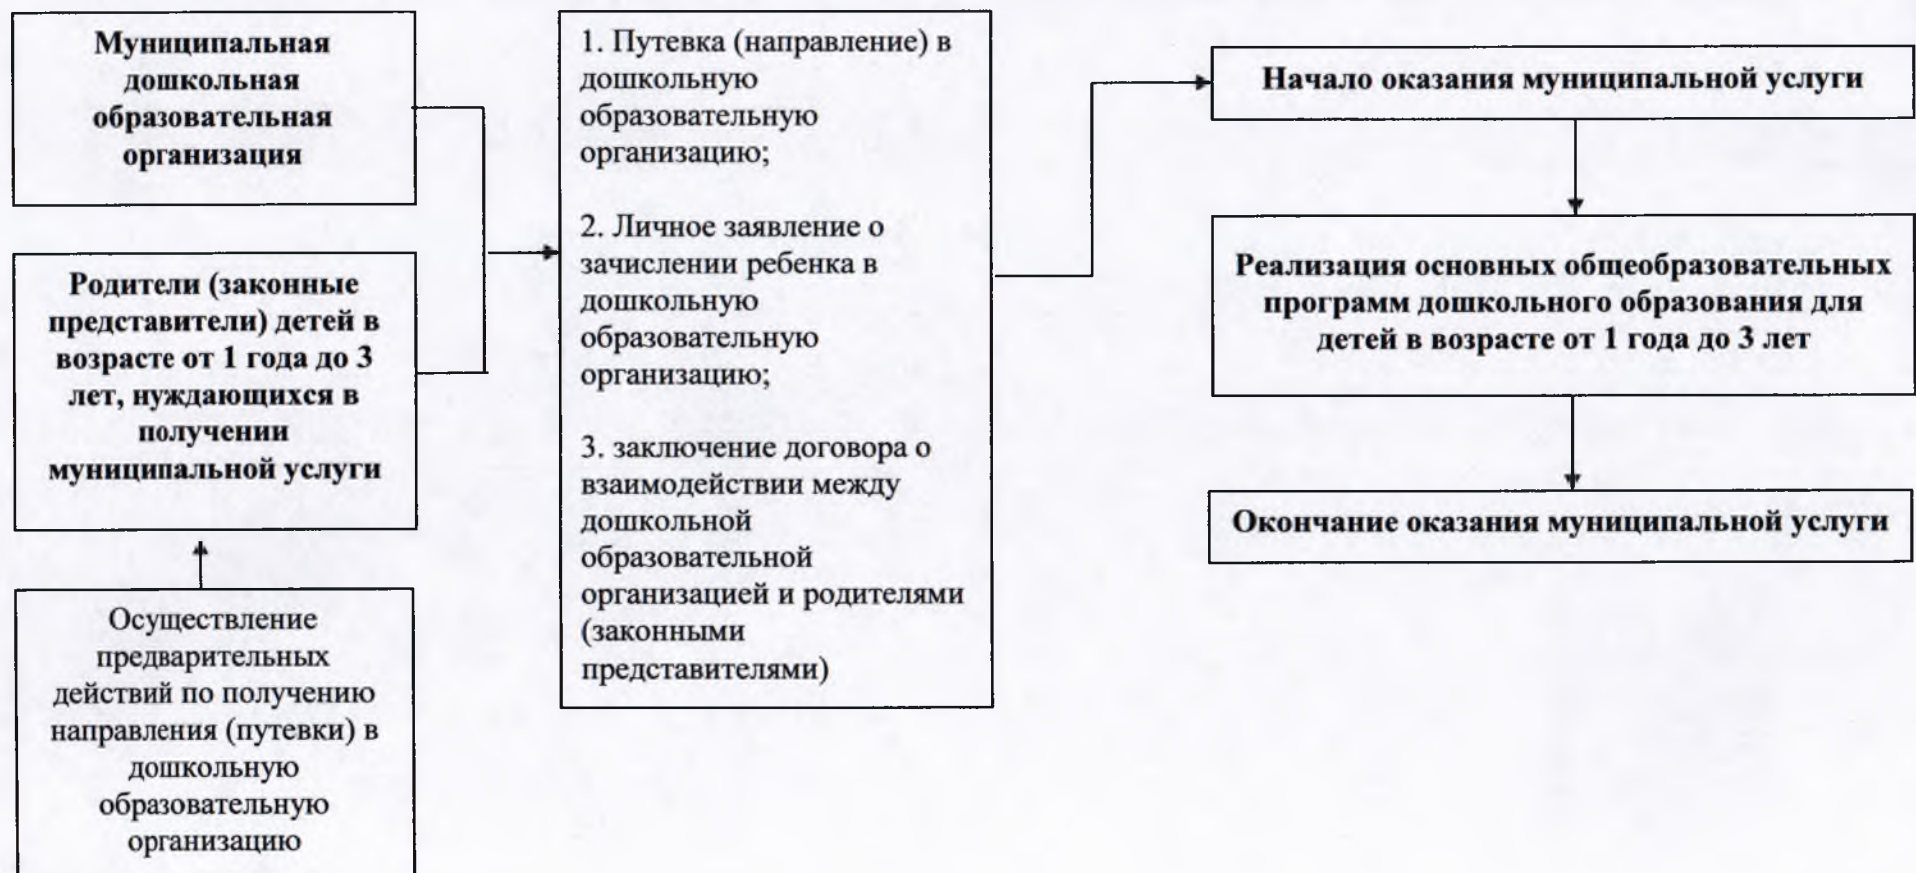 Муниципальная
дошкольная
образовательная
организация
Родители (законные
представители) детей в
возрасте от 1 года до 3
лет, нуждающихся в
получении
муниципальной услуги
Осуществление
предварительных
действий по получению
направления (путевки) в
дошкольную
образовательную
организацию
1. Путевка (направление) в
дошкольную
образовательную
организацию;
2. Личное заявление о
зачислении ребенка в
дошкольную
образовательную
организацию;
3. заключение договора о
взаимодействии между
дошкольной
образовательной
организацией и родителями
(законными
представителями)
Начало оказания муниципальной услуги
Реализация основных общеобразовательных
программ дошкольного образования для
детей в возрасте от 1 года до 3 лет
Окончание оказания муниципальной услуги